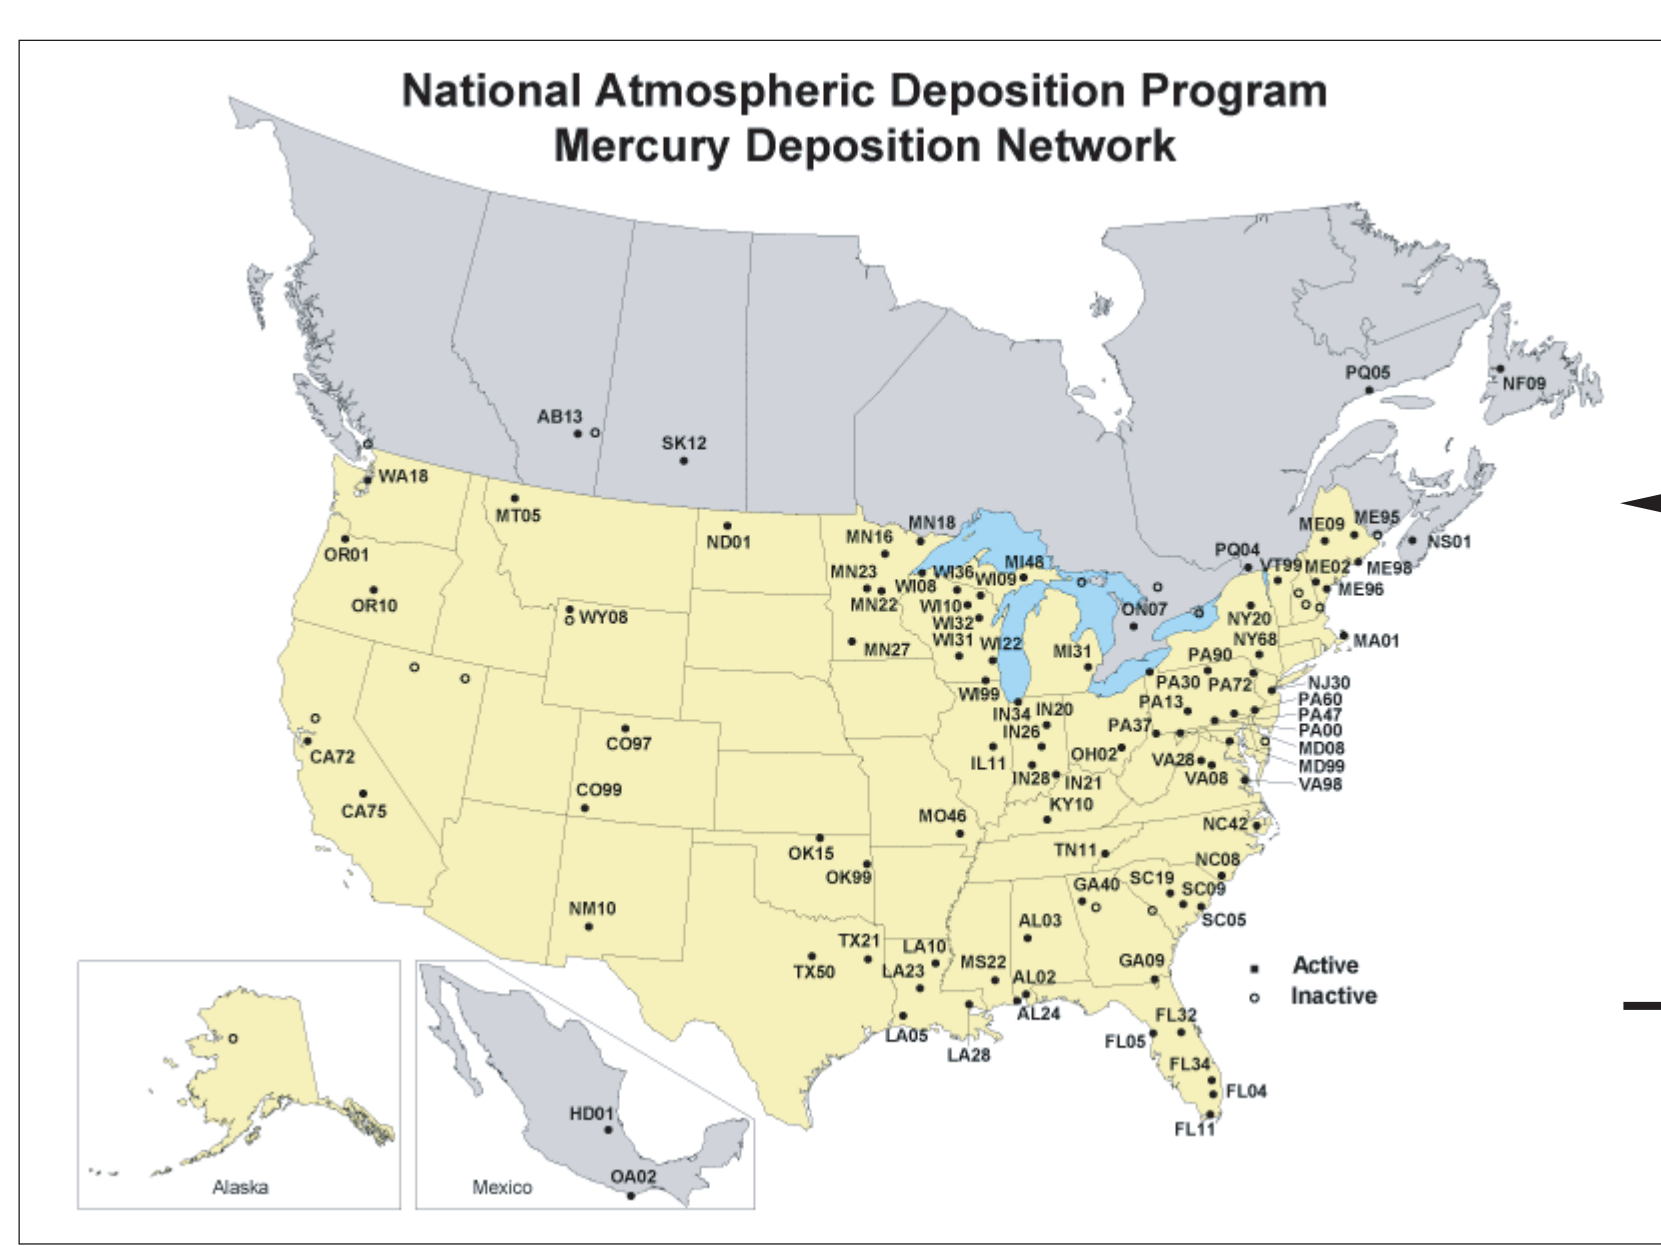 National Atmospheric Deposition Program
Mercury Deposition Network
PQ05
NF09
AB13
SK12
WA18
MT05
ND01
MN18
MN16
ME09
ME95
NS01
OR01
PQ04
VT99
ME02
ME98
MI48
MN23
WI08
WI36
WI09
ME96
OR10
MN22
WI10
ON07
WY08
WI32
NY20
MN27
WI31
WI22
MI31
NY68
MA01
PA90
WI99
PA30
PA72
NJ30
PA13
PA60
IN34
IN20
PA47
IN26
PA37
PA00
CO97
MD08
CA72
IL11
OH02
VA28
MD99
IN28
IN21
VA08
VA98
CO99
KY10
CA75
MO46
NC42
OK15
TN11
NC08
OK99
GA40
SC19
SC09
NM10
AL03
SC05
TX21
LA10
TX50
LA23
MS22
AL02
GA09
Active
Inactive
AL24
FL32
LA05
FL05
LA28
FL34
FL04
HD01
FL11
OA02
Alaska
Mexico